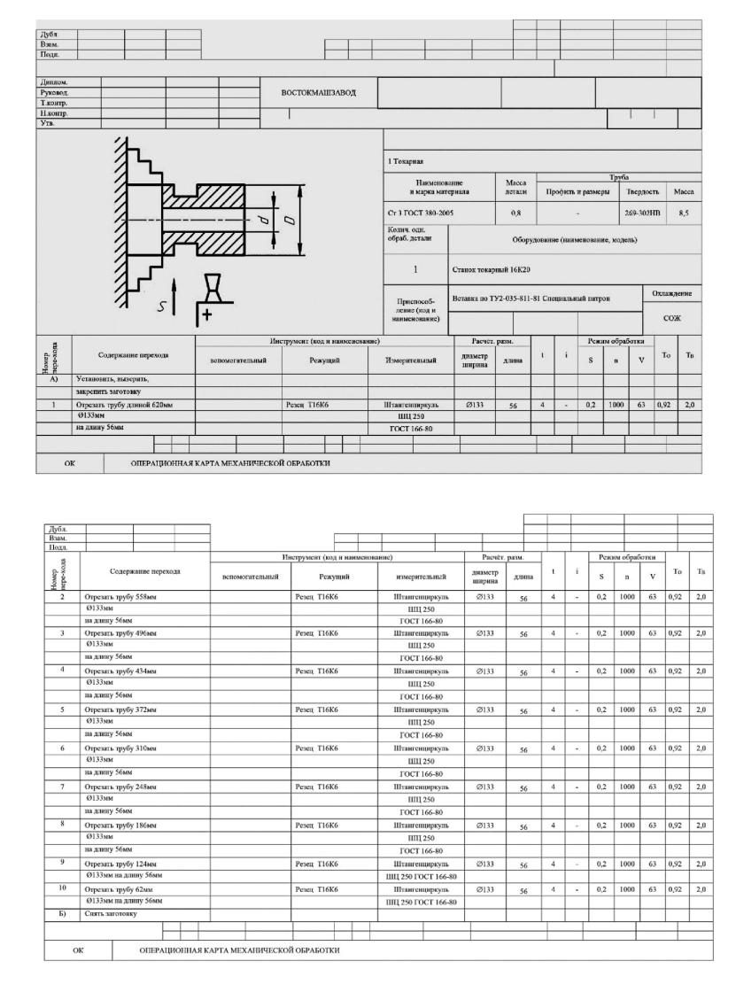 Дубл.
Взам.
Подл.
Диплом.
Руковод. ВОСТОКМАШЗАВОД
Т.контр.
Н.контр.
Утв.
1 Токарная
Наименование и марка материала Масса детали Труба
Профиль и размеры Твердость Масса
Ст 3 ГОСТ 380-2005 0,8 - 269-302НВ 8,5
Колич. одн. обраб. детали Оборудование (наименование, модель)
1 Станок токарный 16К20
Приспособ-ление (код и наименование) Вставка по ТУ2-035-811-81 Специальный патрон Охлаждение
СОЖ
d D
S +
Номер пере-хода Содержание перехода Инструмент (код и наименование) Расчёт. разм. t i Режим обработки То Тв
вспомогательный Режущий Измерительный диаметр ширина длина S n V
А) Установить, выверить,
закрепить заготовку
1 Отрезать трубу длиной 620мм Резец Т16К6 Штангенциркуль Ø133 56 4 - 0,2 1000 63 0,92 2,0
Ø133мм ШЦ 250
на длину 56мм ГОСТ 166-80
ОК ОПЕРАЦИОННАЯ КАРТА МЕХАНИЧЕСКОЙ ОБРАБОТКИ
Дубл.
Взам.
Подл.
Номер пере-хода Содержание перехода Инструмент (код и наименование) Расчёт. разм. t i Режим обработки То Тв
вспомогательный Режущий измерительный диаметр ширина длина S n V
2 Отрезать трубу 558мм Резец Т16К6 Штангенциркуль Ø133 56 4 - 0,2 1000 63 0,92 2,0
Ø133мм ШЦ 250
на длину 56мм ГОСТ 166-80
3 Отрезать трубу 496мм Резец Т16К6 Штангенциркуль Ø133 56 4 - 0,2 1000 63 0,92 2,0
Ø133мм ШЦ 250
на длину 56мм ГОСТ 166-80
4 Отрезать трубу 434мм Резец Т16К6 Штангенциркуль Ø133 56 4 - 0,2 1000 63 0,92 2,0
Ø133мм ШЦ 250
на длину 56мм ГОСТ 166-80
5 Отрезать трубу 372мм Резец Т16К6 Штангенциркуль Ø133 56 4 - 0,2 1000 63 0,92 2,0
Ø133мм ШЦ 250
на длину 56мм ГОСТ 166-80
6 Отрезать трубу 310мм Резец Т16К6 Штангенциркуль Ø133 56 4 - 0,2 1000 63 0,92 2,0
Ø133мм ШЦ 250
на длину 56мм ГОСТ 166-80
7 Отрезать трубу 248мм Резец Т16К6 Штангенциркуль Ø133 56 4 - 0,2 1000 63 0,92 2,0
Ø133мм ШЦ 250
на длину 56мм ГОСТ 166-80
8 Отрезать трубу 186мм Резец Т16К6 Штангенциркуль Ø133 56 4 - 0,2 1000 63 0,92 2,0
Ø133мм ШЦ 250
на длину 56мм ГОСТ 166-80
9 Отрезать трубу 124мм Резец Т16К6 Штангенциркуль Ø133 56 4 - 0,2 1000 63 0,92 2,0
Ø133мм на длину 56мм ШЦ 250 ГОСТ 166-80
10 Отрезать трубу 62мм Резец Т16К6 Штангенциркуль Ø133 56 4 - 0,2 1000 63 0,92 2,0
Ø133мм на длину 56мм ШЦ 250 ГОСТ 166-80
Б) Снять заготовку
ОК ОПЕРАЦИОННАЯ КАРТА МЕХАНИЧЕСКОЙ ОБРАБОТКИ